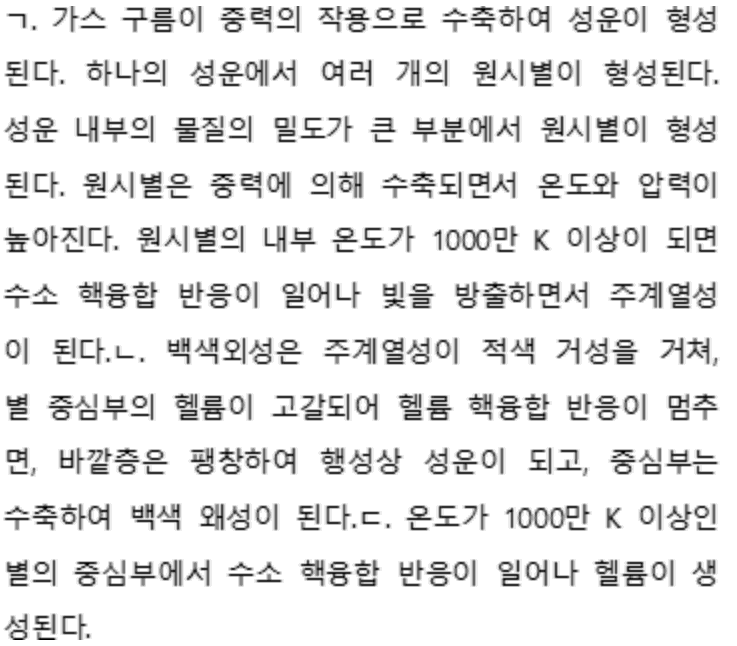 ㄱ. 가스 구름이 중력의 작용으로 수축하여 성운이 형성
된다. 하나의 성운에서 여러 개의 원시별이 형성된다.
성운 내부의 물질의 밀도가 큰 부분에서 원시별이 형성
된다. 원시별은 중력에 의해 수축되면서 온도와 압력이
높아진다. 원시별의 내부 온도가 1000만 K 이상이 되면
수소 핵융합 반응이 일어나 빛을 방출하면서 주계열성
이 된다.ㄴ. 백색외성은 주계열성이 적색 거성을 거쳐,
별 중심부의 헬륨이 고갈되어 헬륨 핵융합 반응이 멈추
면, 바깥층은 팽창하여 행성상 성운이 되고, 중심부는
수축하여 백색 왜성이 된다.ㄷ. 온도가 1000만 K 이상인
별의 중심부에서 수소 핵융합 반응이 일어나 헬륨이 생
성된다.